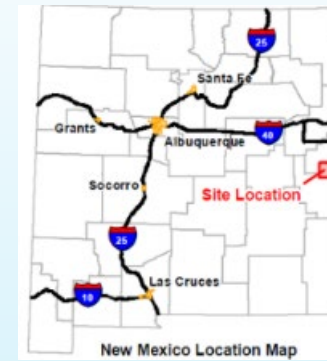 25
Santa Fe
Grants
Albuquerque
40
Socorro
Site Location
25
Las Cruces
10
New Mexico Location Map